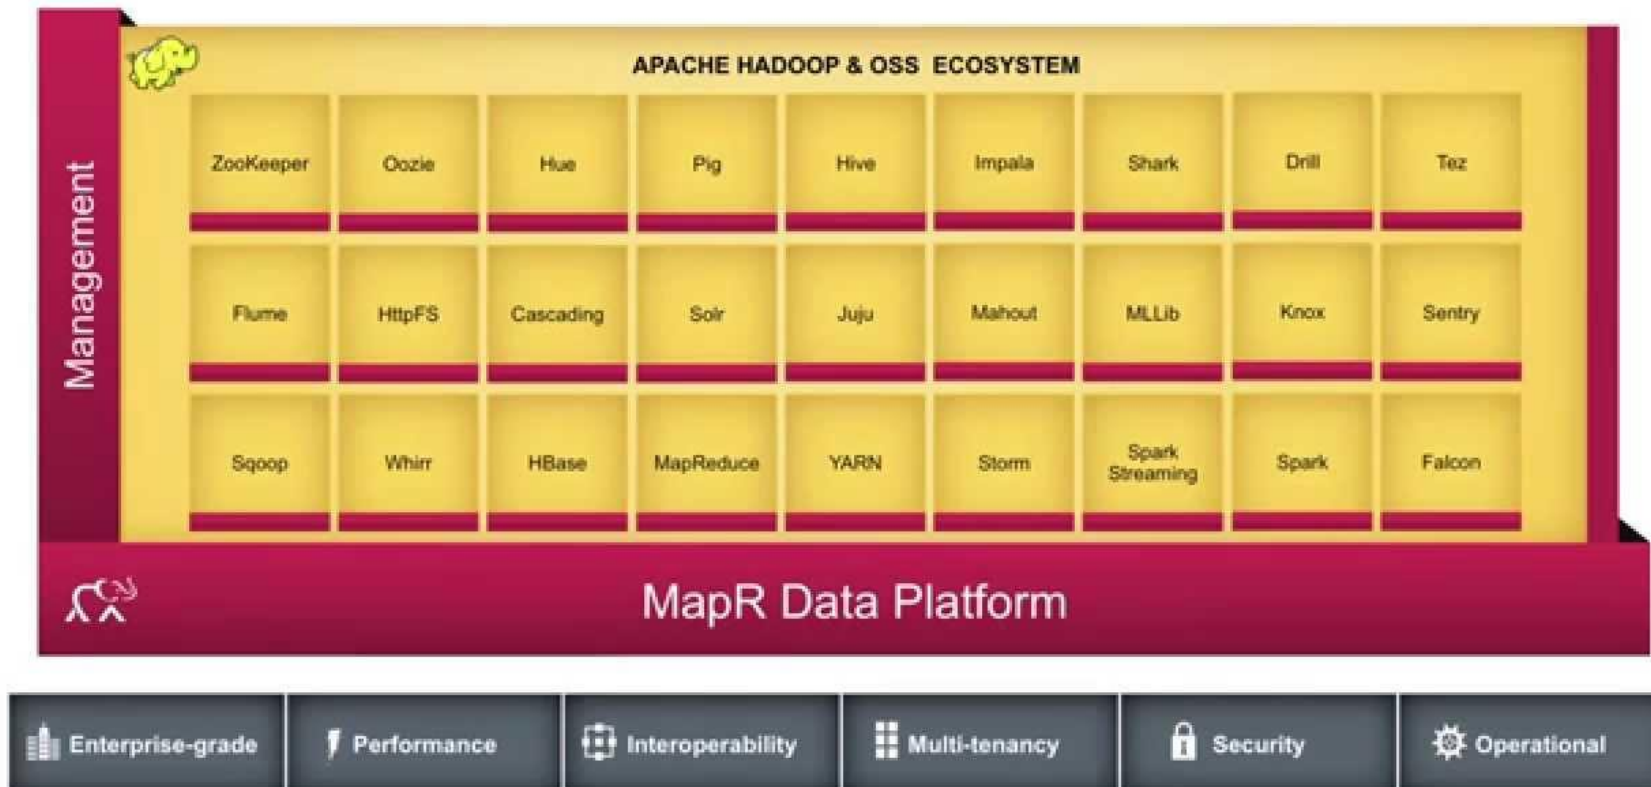 APACHE HADOOP & OSS ECOSYSTEM
Management
ZooKeeper
Oozie
Hue
Pig
Hive
Impala
Shark
Drill
Tez
Flume
HttpFS
Cascading
Solr
Juju
Mahout
MLLib
Knox
Sentry
Sqoop
Whirr
HBase
MapReduce
YARN
Storm
Spark
Streaming
Spark
Falcon
MapR Data Platform
Enterprise-grade
Performance
Interoperability
Multi-tenancy
Security
Operational